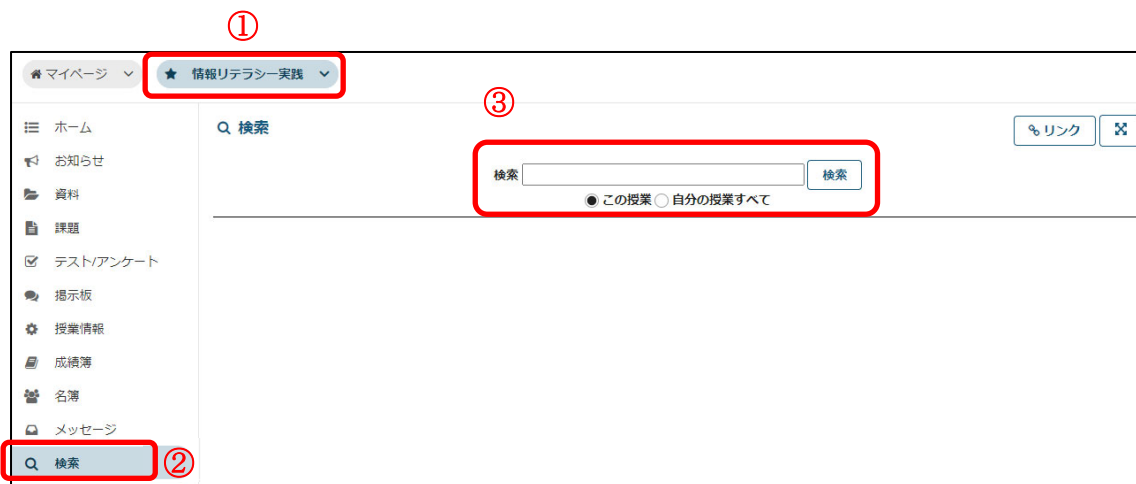 ①
マイページ
情報リテラシー実践
③
ホーム
検索
リンク
お知らせ
検索
検索
資料
この授業
自分の授業すべて
課題
テスト/アンケート
掲示板
授業情報
成績簿
名簿
メッセージ
検索
②